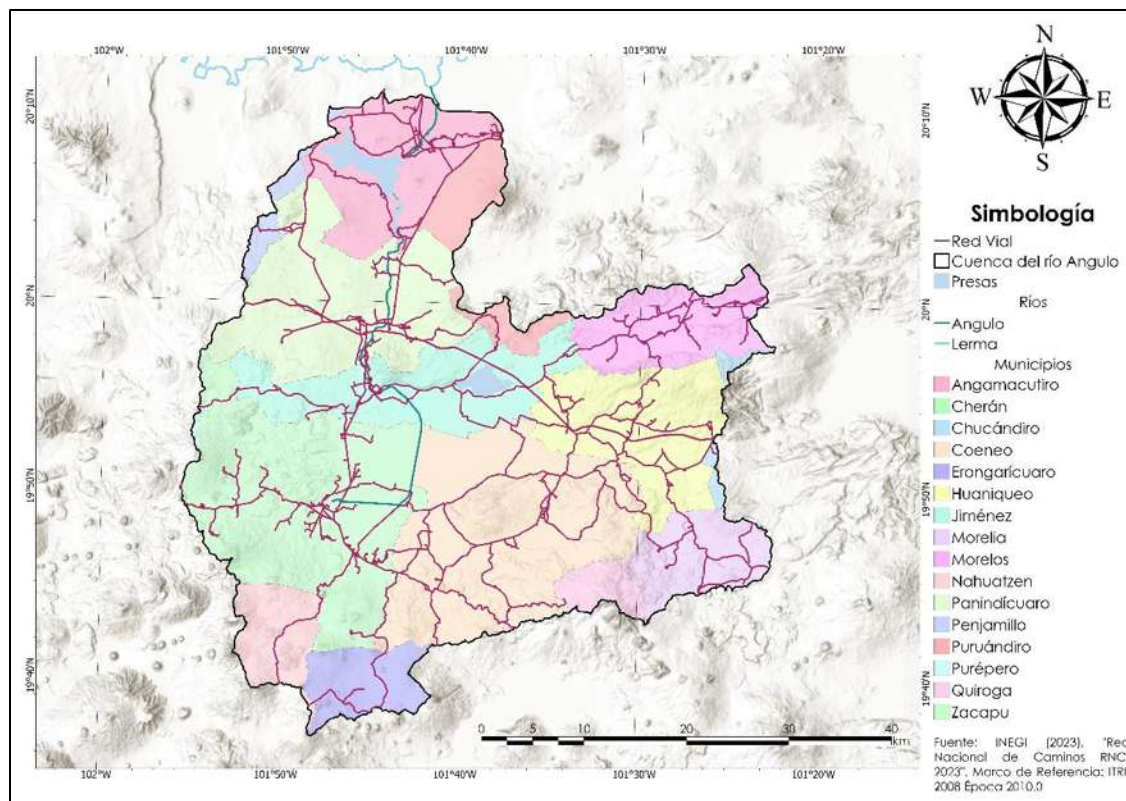 102°W 101°50'W 101°40'W 101°30'W 101°20'W
N
W E
S
20°10'N 20°10'N
Simbología
Red Vial
Cuenca del río Angulo
Presas
Ríos
Angulo
Lerma
Municipios
Angamacutiro
Cherán
Chucándiro
Coeneo
Erongarícuaro
Huaniqueo
Jiménez
Morelia
Morelos
Nahuatzen
Panindícuaro
Penjamillo
Puruándiro
Purépero
Quiroga
Zacapu
20°N 20°N
19°50'N 19°50'N
19°40'N 19°40'N
0 5 10 20 30 40
km
102°W 101°50'W 101°40'W 101°30'W 101°20'W
Fuente: INEGI (2023). "Red
Nacional de Caminos RNC.
2023". Marco de Referencia: ITRF
2008 Época 2010.0